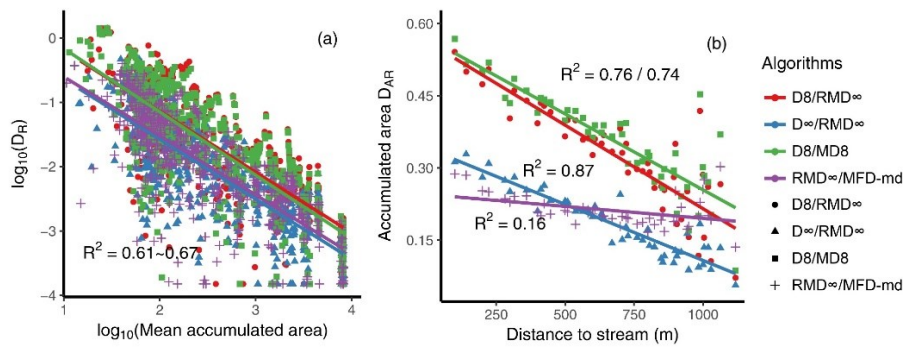 (a)
0
−1
−2
−3
−4
log10(DR)
R2 = 0.61~0.67
1
2
3
4
log10(Mean accumulated area)
(b)
0.60
0.45
0.30
0.15
Accumulated area DAR
R2 = 0.76 / 0.74
R2 = 0.87
R2 = 0.16
250
500
750
1000
Distance to stream (m)
Algorithms
D8/RMD∞
D∞/RMD∞
D8/MD8
RMD∞/MFD-md
D8/RMD∞
D∞/RMD∞
D8/MD8
RMD∞/MFD-md